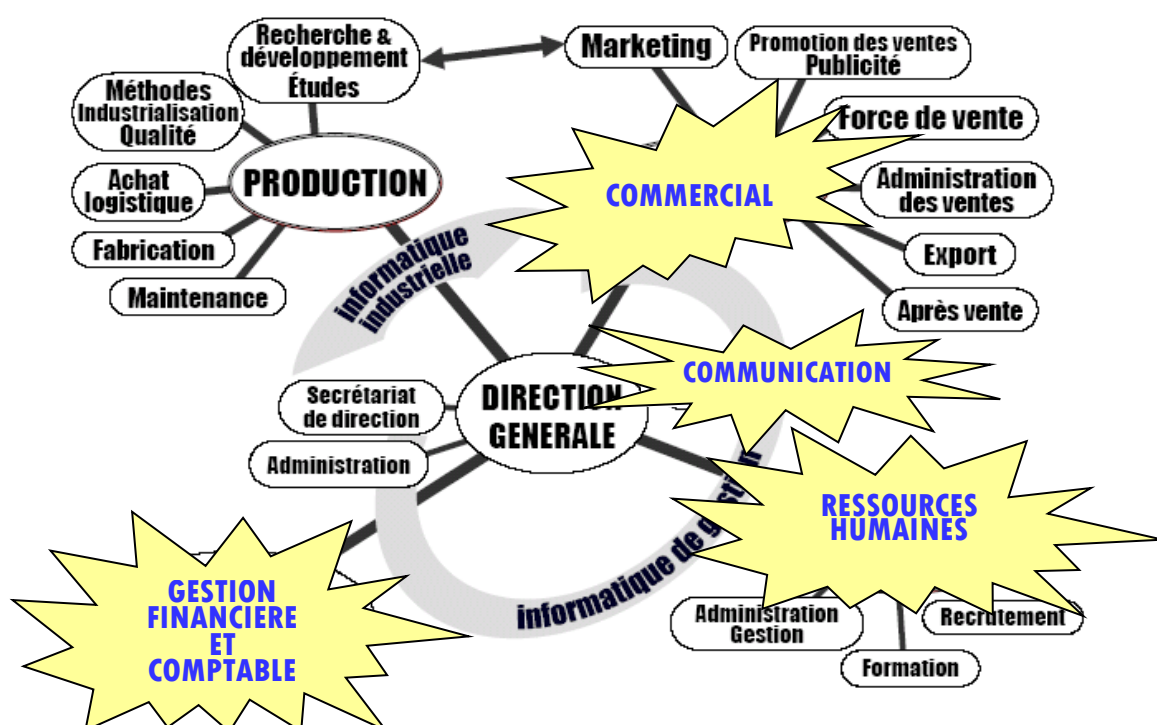 Recherche &
développement
Études
Marketing
Promotion des ventes
Publicité
Méthodes
Industrialisation
Qualité
Force de vente
PRODUCTION
COMMERCIAL
Achat
logistique
Administration
des ventes
Fabrication
Export
Maintenance
informatique
industrielle
Après vente
COMMUNICATION
Secrétariat
de direction
DIRECTION
GENERALE
Administration
RESSOURCES
HUMAINES
informatique de gestion
GESTION
FINANCIERE
ET
COMPTABLE
Administration
Gestion
Recrutement
Formation